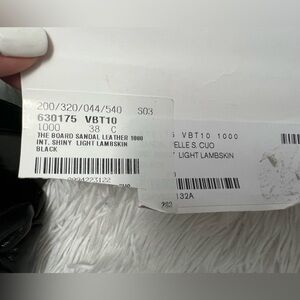 200/320/044/540 S03
630175 VBT10
1000 38 C
THE BOARD SANDAL LEATHER 1000
INT. SHINY LIGHT LAMBSKIN
BLACK
VBT10 1000
ELLE S. CUO
LIGHT LAMBSKIN
132A